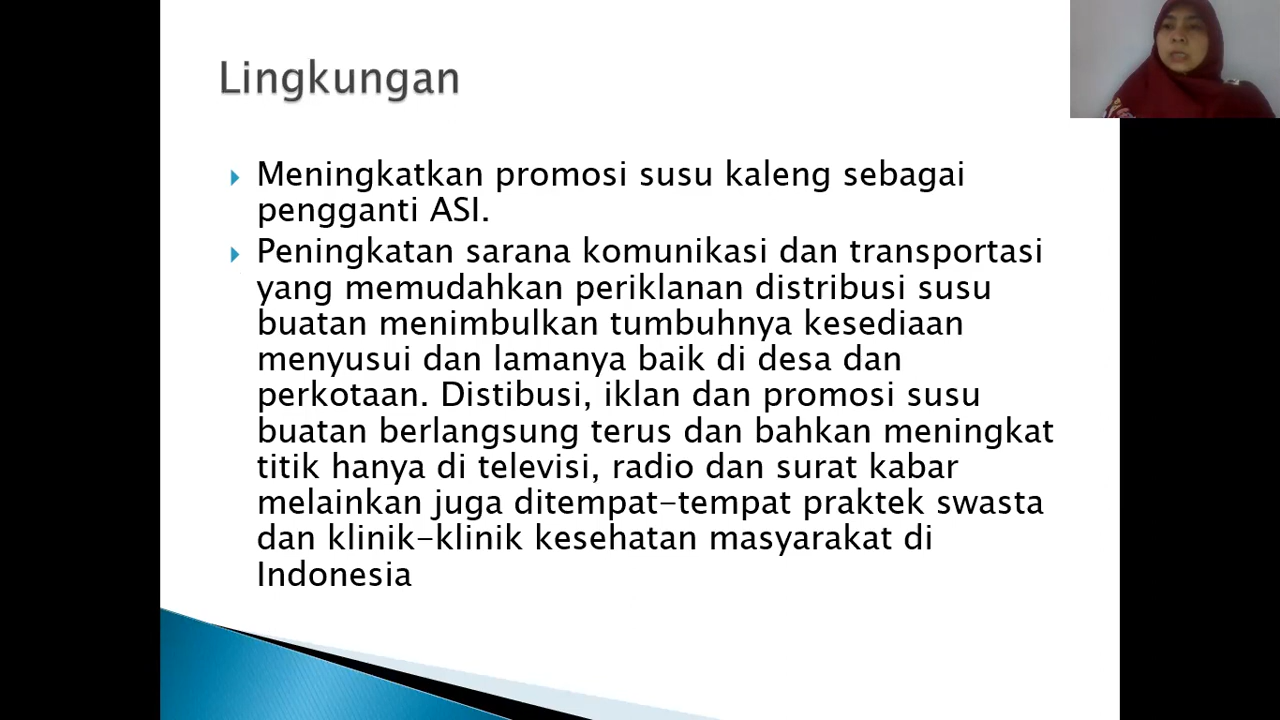 Lingkungan
Meningkatkan promosi susu kaleng sebagai
pengganti ASI.
Peningkatan sarana komunikasi dan transportasi
yang memudahkan periklanan distribusi susu
buatan menimbulkan tumbuhnya kesediaan
menyusui dan lamanya baik di desa dan
perkotaan. Distibusi, iklan dan promosi susu
buatan berlangsung terus dan bahkan meningkat
titik hanya di televisi, radio dan surat kabar
melainkan juga ditempat-tempat praktek swasta
dan klinik-klinik kesehatan masyarakat di
Indonesia